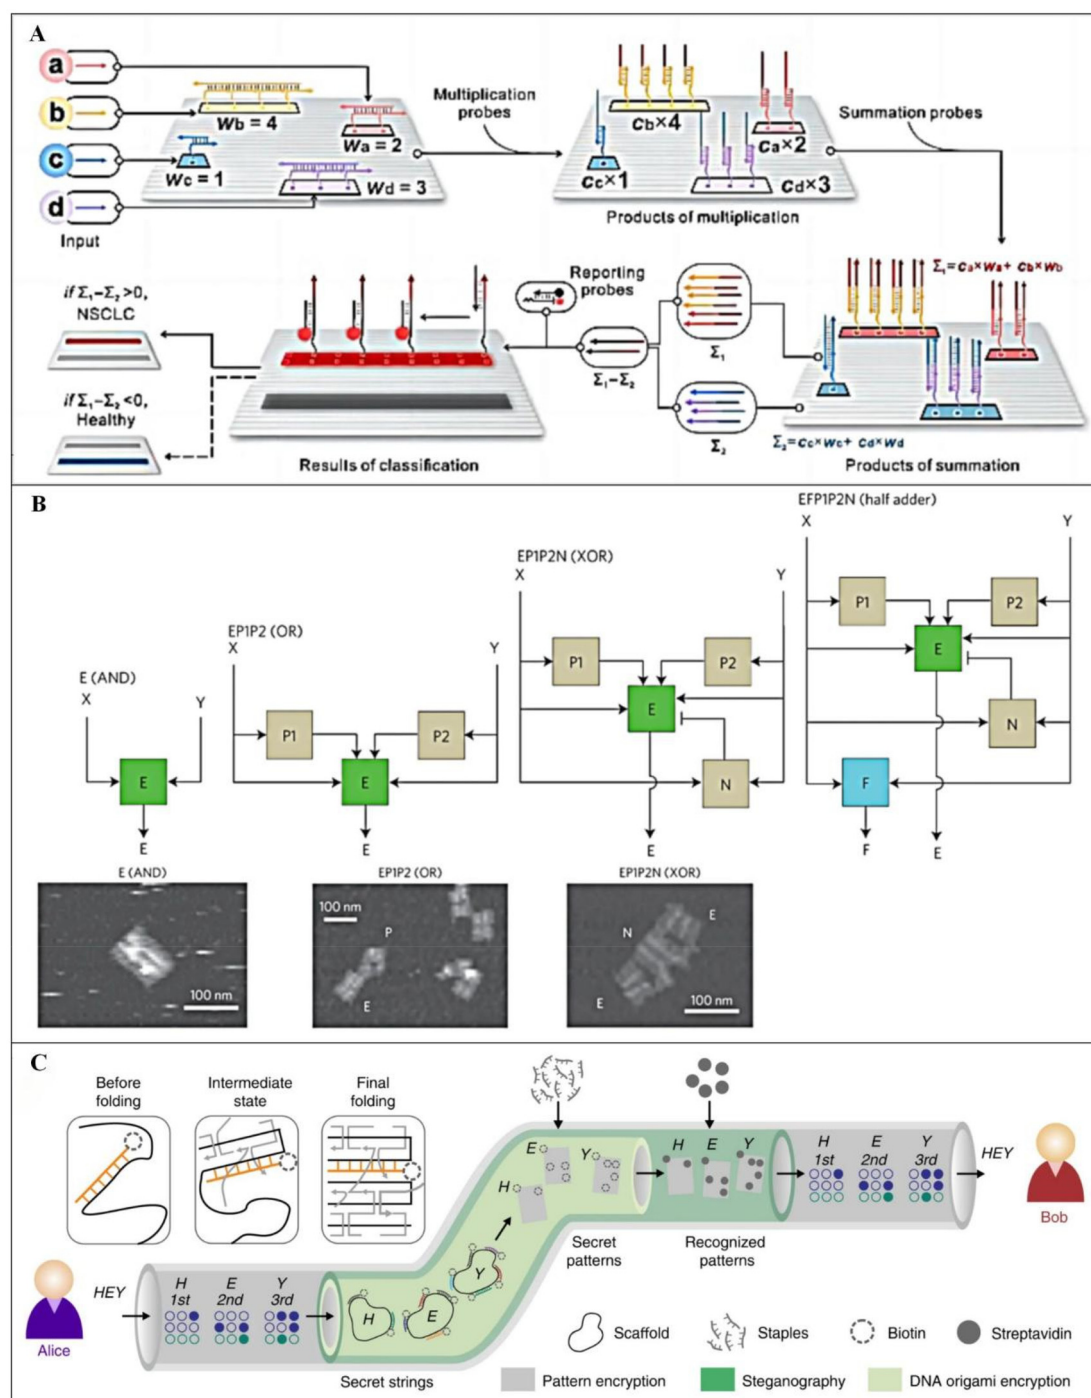 A
a
b
c
d
Input
Wb = 4
Wa = 2
Wc = 1
Wd = 3
Multiplication
probes
Cb×4
Ca×2
Cc×1
Cd×3
Products of multiplication
Summation probes
Σ₁=Ca×Wa+ Cb×Wb
Σ₂=Cc×Wc+ Cd×Wd
Products of summation
Σ₁
Σ₂
Σ₁–Σ₂
Reporting
probes
Results of classification
if Σ₁–Σ₂>0,
NSCLC
if Σ₁–Σ₂<0,
Healthy
B
E (AND)
X Y
E
E
EP1P2 (OR)
X Y
P1 P2
E
E
EP1P2N (XOR)
X Y
P1 P2
E
N
E
EFP1P2N (half adder)
X Y
P1 P2
E
N
F
F E
E (AND)
100 nm
EP1P2 (OR)
100 nm
P
E
EP1P2N (XOR)
E
N
E
100 nm
C
Before
folding
Intermediate
state
Final
folding
Alice
HEY
H E Y
1st 2nd 3rd
H
E
Y
Secret strings
H
E
Y
Secret
patterns
H E Y
Recognized
patterns
H E Y
1st 2nd 3rd
HEY
Bob
Scaffold Staples Biotin Streptavidin
Pattern encryption Steganography DNA origami encryption